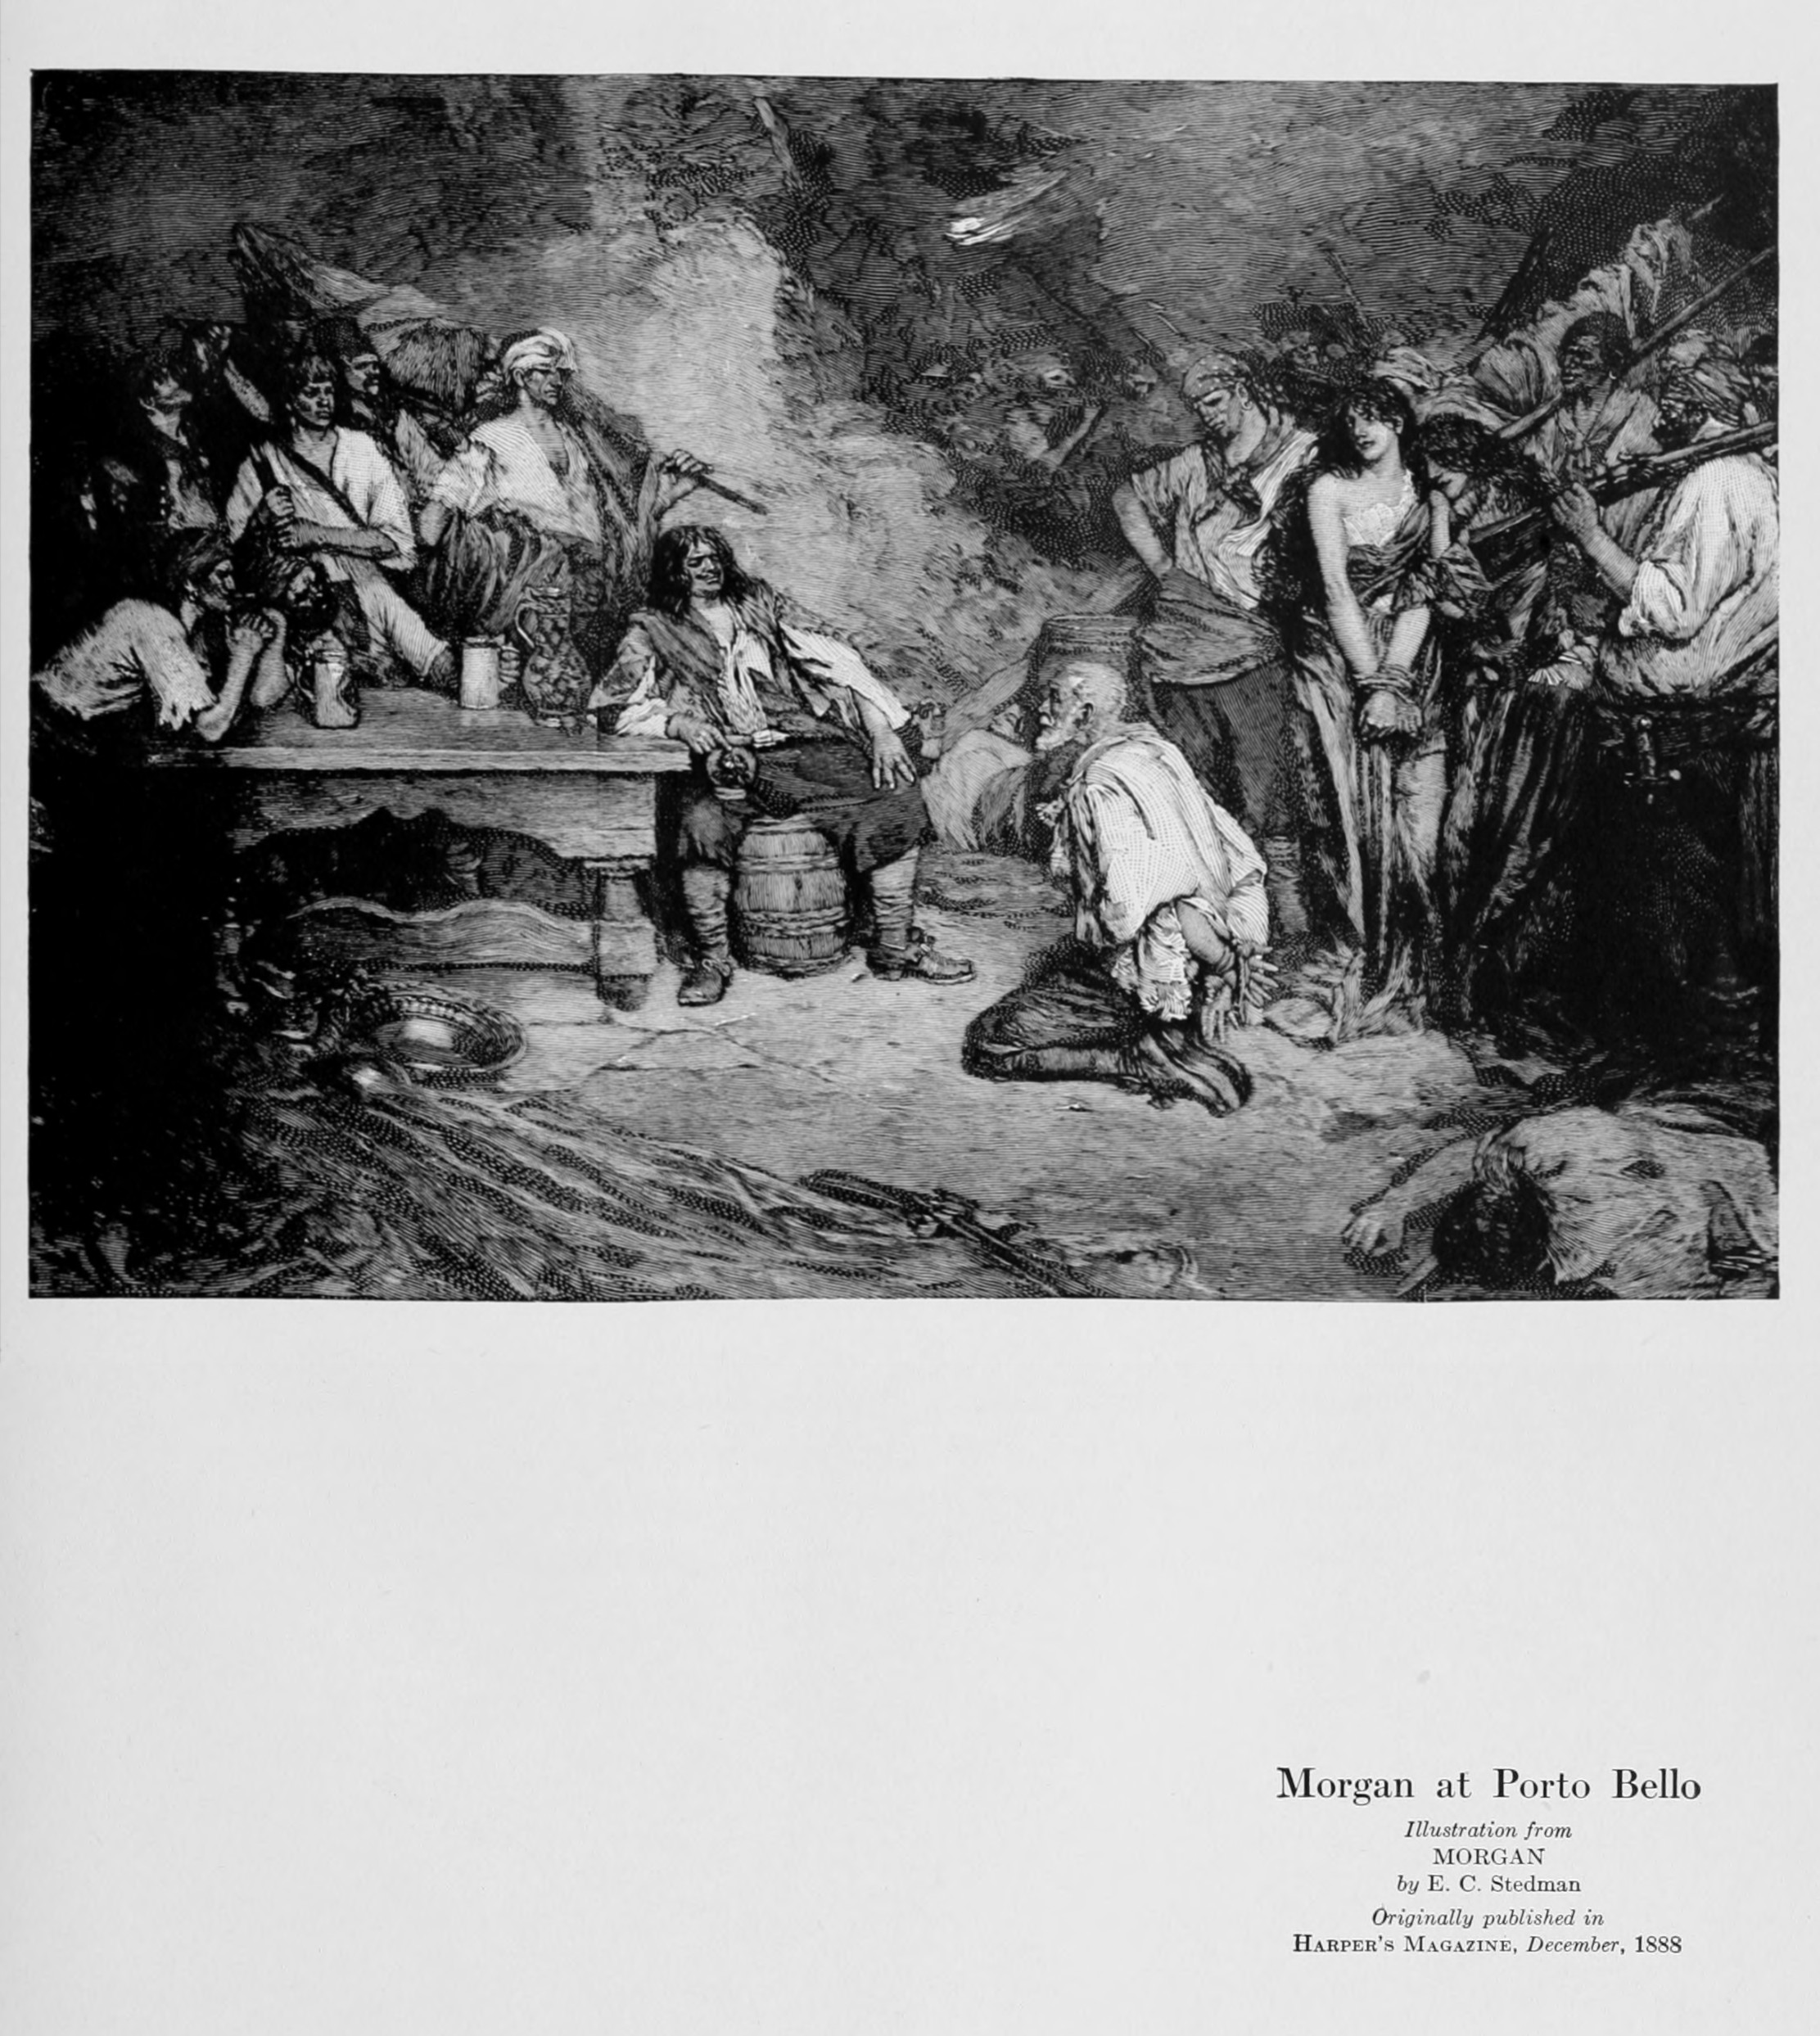 Morgan at Porto Bello
Illustration from
MORGAN
by E. C. Stedman
Originally published in
HARPER'S MAGAZINE, December, 1888